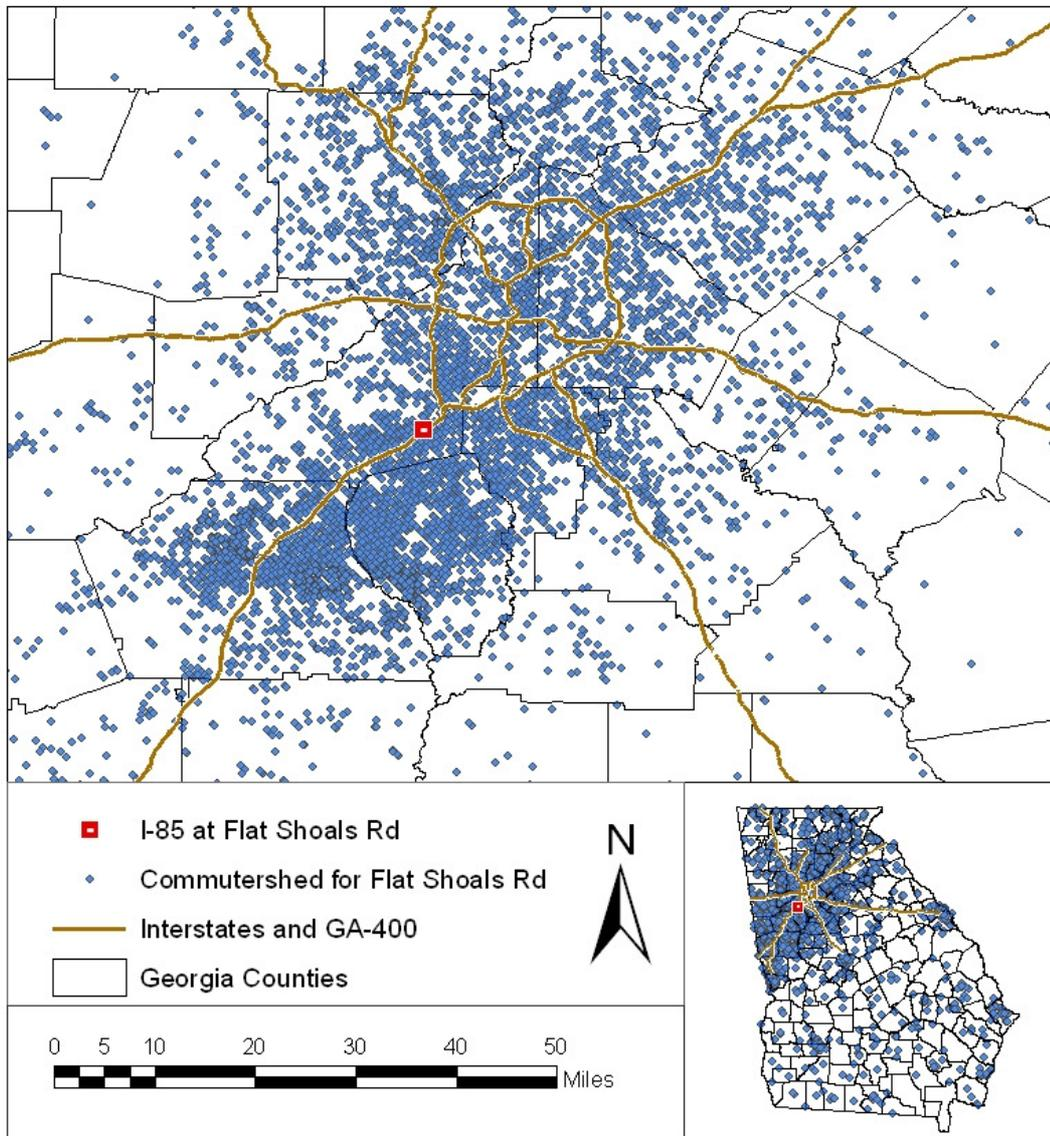 I-85 at Flat Shoals Rd
Commutershed for Flat Shoals Rd
Interstates and GA-400
Georgia Counties
N
0 5 10 20 30 40 50
Miles